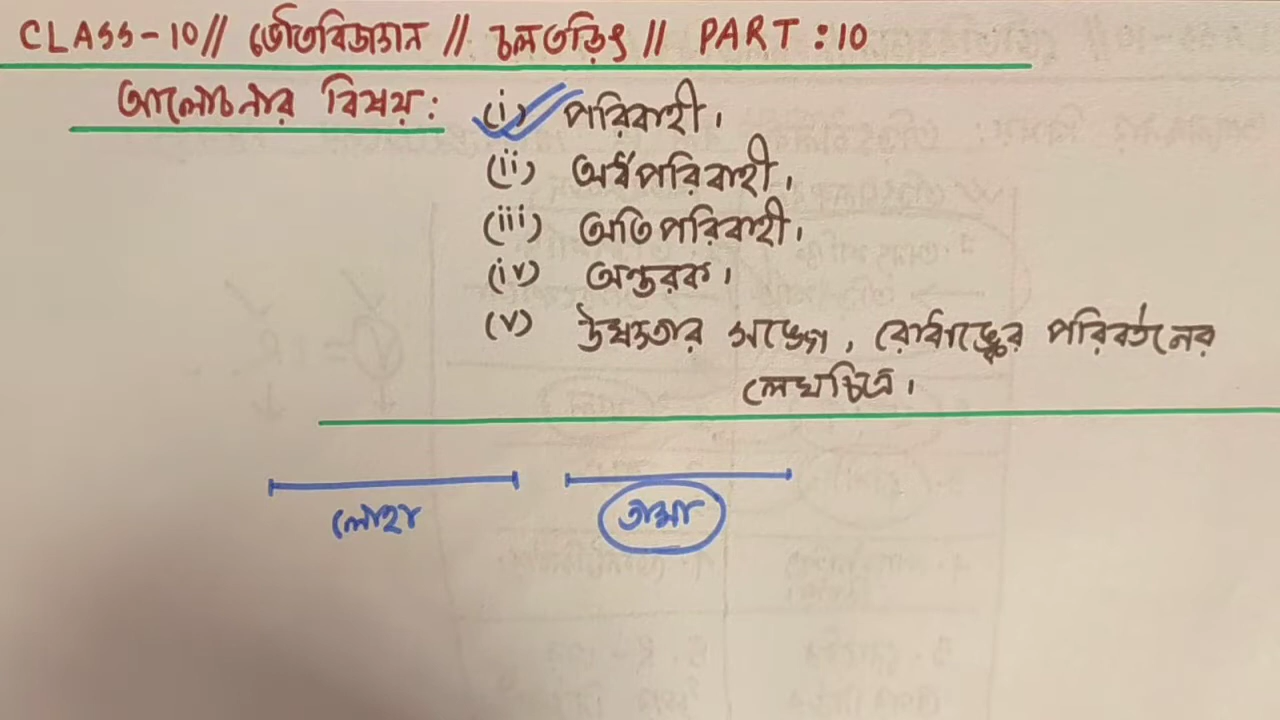 CLASS-10 // ভৌতবিজ্ঞান // চলতড়িৎ // PART : 10
আলোচনার বিষয় : (i) পরিবাহী।
(ii) অর্ধপরিবাহী।
(iii) অতিপরিবাহী।
(iv) অন্তরক।
(v) উষ্ণতার সঙ্গে, রোধাঙ্কের পরিবর্তনের
লেখচিত্র।
লোহা তামা